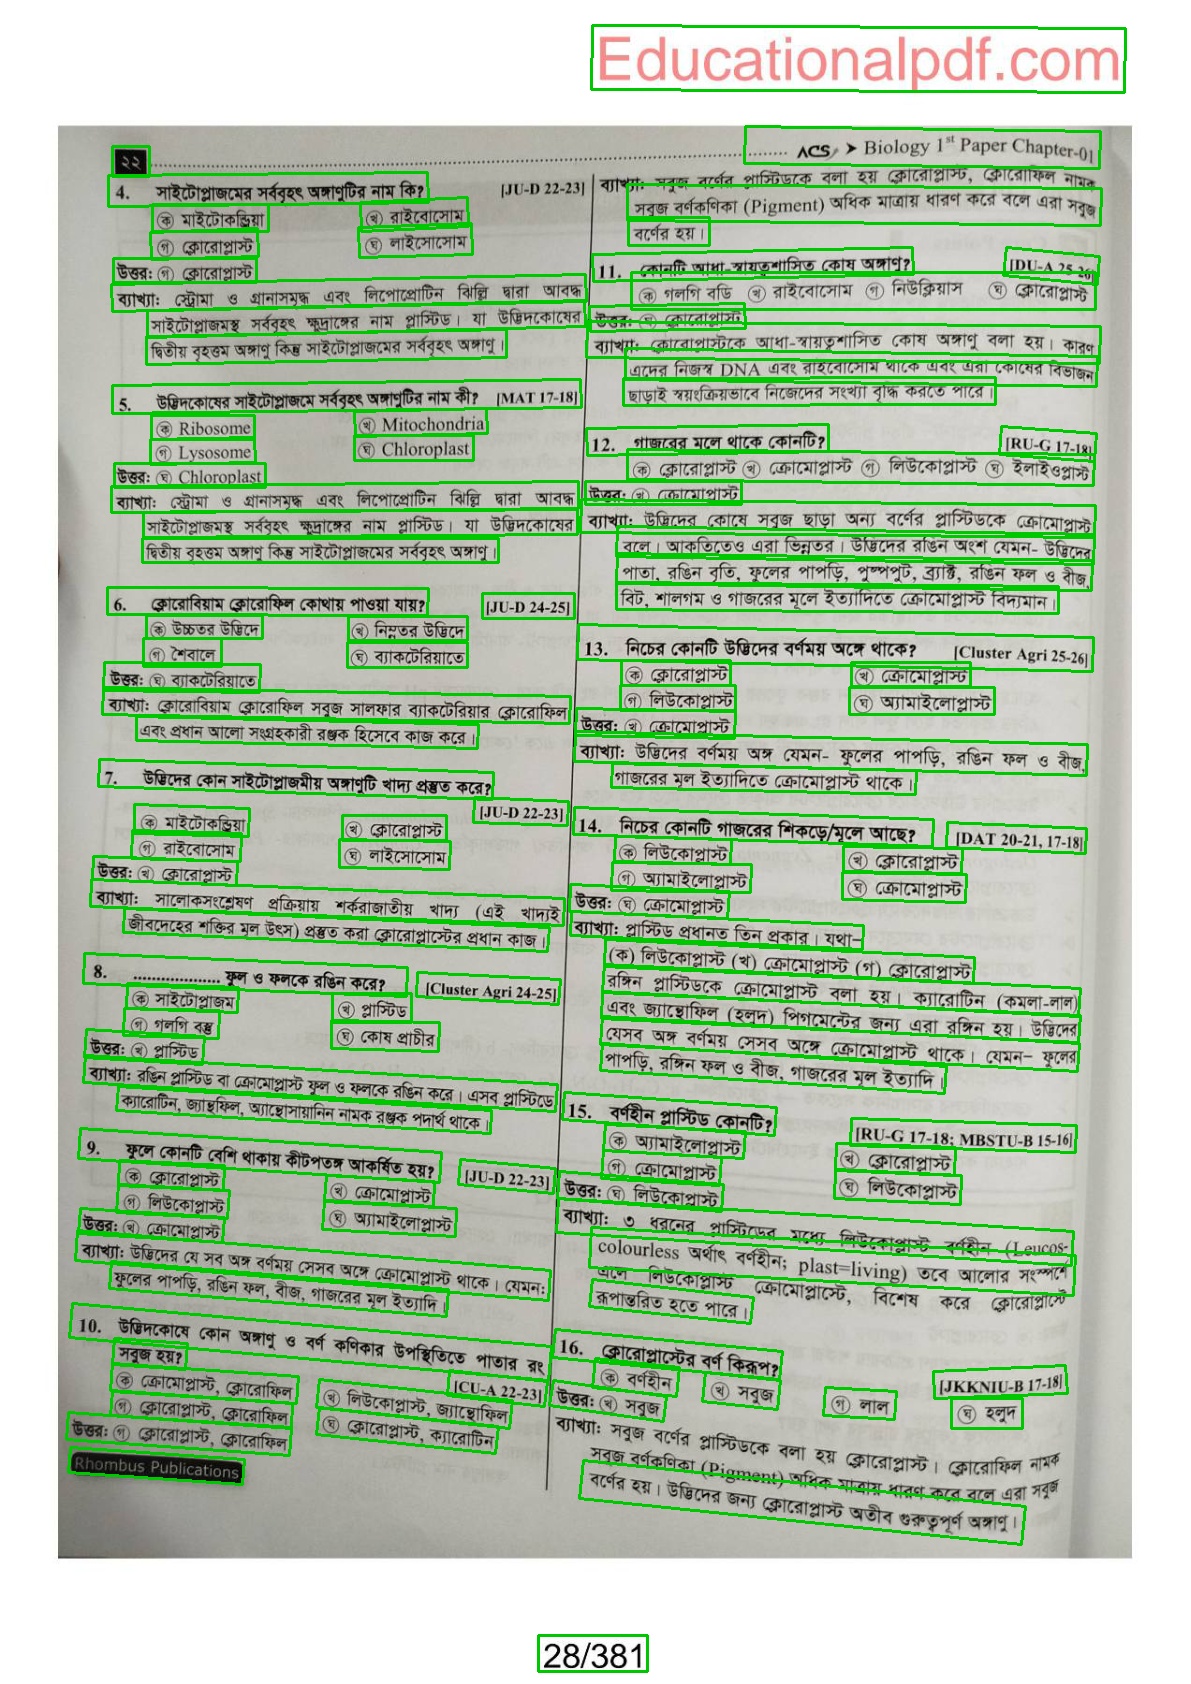 Educationalpdf.com
২২
ACS > Biology 1st Paper Chapter-01
4. সাইটোপ্লাজমের সর্ববৃহৎ অঙ্গাণুটির নাম কি? [JU-D 22-23]
ক মাইটোকন্ড্রিয়া খ রাইবোসোম
গ ক্লোরোপ্লাস্ট ঘ লাইসোসোম
উত্তর: গ ক্লোরোপ্লাস্ট
ব্যাখ্যা: স্ট্রোমা ও গ্রানাসমৃদ্ধ এবং লিপোপ্রোটিন ঝিল্লি দ্বারা আবদ্ধ
সাইটোপ্লাজমস্থ সর্ববৃহৎ ক্ষুদ্রাঙ্গের নাম প্লাস্টিড। যা উদ্ভিদকোষের
দ্বিতীয় বৃহত্তম অঙ্গাণু কিন্তু সাইটোপ্লাজমের সর্ববৃহৎ অঙ্গাণু।
5. উদ্ভিদকোষের সাইটোপ্লাজমে সর্ববৃহৎ অঙ্গাণুটির নাম কী? [MAT 17-18]
ক Ribosome খ Mitochondria
গ Lysosome ঘ Chloroplast
উত্তর: ঘ Chloroplast
ব্যাখ্যা: স্ট্রোমা ও গ্রানাসমৃদ্ধ এবং লিপোপ্রোটিন ঝিল্লি দ্বারা আবদ্ধ
সাইটোপ্লাজমস্থ সর্ববৃহৎ ক্ষুদ্রাঙ্গের নাম প্লাস্টিড। যা উদ্ভিদকোষের
দ্বিতীয় বৃহত্তম অঙ্গাণু কিন্তু সাইটোপ্লাজমের সর্ববৃহৎ অঙ্গাণু।
6. ক্লোরোবিয়াম ক্লোরোফিল কোথায় পাওয়া যায়? [JU-D 24-25]
ক উচ্চতর উদ্ভিদে খ নিম্নতর উদ্ভিদে
গ শৈবালে ঘ ব্যাকটেরিয়াতে
উত্তর: ঘ ব্যাকটেরিয়াতে
ব্যাখ্যা: ক্লোরোবিয়াম ক্লোরোফিল সবুজ সালফার ব্যাকটেরিয়ার ক্লোরোফিল
এবং প্রধান আলো সংগ্রহকারী রঞ্জক হিসেবে কাজ করে।
7. উদ্ভিদের কোন সাইটোপ্লাজমীয় অঙ্গাণুটি খাদ্য প্রস্তুত করে?
[JU-D 22-23]
ক মাইটোকন্ড্রিয়া খ ক্লোরোপ্লাস্ট
গ রাইবোসোম ঘ লাইসোসোম
উত্তর: খ ক্লোরোপ্লাস্ট
ব্যাখ্যা: সালোকসংশ্লেষণ প্রক্রিয়ায় শর্করাজাতীয় খাদ্য (এই খাদ্যই
জীবদেহের শক্তির মূল উৎস) প্রস্তুত করা ক্লোরোপ্লাস্টের প্রধান কাজ।
8. .................. ফুল ও ফলকে রঙিন করে? [Cluster Agri 24-25]
ক সাইটোপ্লাজম খ প্লাস্টিড
গ গলগি বস্তু ঘ কোষ প্রাচীর
উত্তর: খ প্লাস্টিড
ব্যাখ্যা: রঙিন প্লাস্টিড বা ক্রোমোপ্লাস্ট ফুল ও ফলকে রঙিন করে। এসব প্লাস্টিডে
ক্যারোটিন, জ্যান্থফিল, অ্যান্থোসায়ানিন নামক রঞ্জক পদার্থ থাকে।
9. ফুলে কোনটি বেশি থাকায় কীটপতঙ্গ আকর্ষিত হয়? [JU-D 22-23]
ক ক্লোরোপ্লাস্ট খ ক্রোমোপ্লাস্ট
গ লিউকোপ্লাস্ট ঘ অ্যামাইলোপ্লাস্ট
উত্তর: খ ক্রোমোপ্লাস্ট
ব্যাখ্যা: উদ্ভিদের যে সব অঙ্গ বর্ণময় সেসব অঙ্গে ক্রোমোপ্লাস্ট থাকে। যেমন:
ফুলের পাপড়ি, রঙিন ফল, বীজ, গাজরের মূল ইত্যাদি।
10. উদ্ভিদকোষে কোন অঙ্গাণু ও বর্ণ কণিকার উপস্থিতিতে পাতার রং
সবুজ হয়? [CU-A 22-23]
ক ক্রোমোপ্লাস্ট, ক্লোরোফিল খ লিউকোপ্লাস্ট, জ্যান্থোফিল
গ ক্লোরোপ্লাস্ট, ক্লোরোফিল ঘ ক্লোরোপ্লাস্ট, ক্যারোটিন
উত্তর: গ ক্লোরোপ্লাস্ট, ক্লোরোফিল
Rhombus Publications
ব্যাখ্যা: সবুজ বর্ণের প্লাস্টিডকে বলা হয় ক্লোরোপ্লাস্ট, ক্লোরোফিল নামক
সবুজ বর্ণকণিকা (Pigment) অধিক মাত্রায় ধারণ করে বলে এরা সবুজ
বর্ণের হয়।
11. কোনটি আধা-স্বায়ত্বশাসিত কোষ অঙ্গাণু? [DU-A 25-26]
ক গলগি বডি খ রাইবোসোম গ নিউক্লিয়াস ঘ ক্লোরোপ্লাস্ট
উত্তর: ঘ ক্লোরোপ্লাস্ট
ব্যাখ্যা: ক্লোরোপ্লাস্টকে আধা-স্বায়ত্বশাসিত কোষ অঙ্গাণু বলা হয়। কারণ
এদের নিজস্ব DNA এবং রাইবোসোম থাকে এবং এরা কোষের বিভাজন
ছাড়াই স্বয়ংক্রিয়ভাবে নিজেদের সংখ্যা বৃদ্ধি করতে পারে।
12. গাজরের মূলে থাকে কোনটি? [RU-G 17-18]
ক ক্লোরোপ্লাস্ট খ ক্রোমোপ্লাস্ট গ লিউকোপ্লাস্ট ঘ ইলাইওপ্লাস্ট
উত্তর: খ ক্রোমোপ্লাস্ট
ব্যাখ্যা: উদ্ভিদের কোষে সবুজ ছাড়া অন্য বর্ণের প্লাস্টিডকে ক্রোমোপ্লাস্ট
বলে। আকৃতিতেও এরা ভিন্নতর। উদ্ভিদের রঙিন অংশ যেমন- উদ্ভিদের
পাতা, রঙিন বৃতি, ফুলের পাপড়ি, পুষ্পপুট, ব্র্যাক্ট, রঙিন ফল ও বীজ,
বিট, শালগম ও গাজরের মূলে ইত্যাদিতে ক্রোমোপ্লাস্ট বিদ্যমান।
13. নিচের কোনটি উদ্ভিদের বর্ণময় অঙ্গে থাকে? [Cluster Agri 25-26]
ক ক্লোরোপ্লাস্ট খ ক্রোমোপ্লাস্ট
গ লিউকোপ্লাস্ট ঘ অ্যামাইলোপ্লাস্ট
উত্তর: খ ক্রোমোপ্লাস্ট
ব্যাখ্যা: উদ্ভিদের বর্ণময় অঙ্গ যেমন- ফুলের পাপড়ি, রঙিন ফল ও বীজ,
গাজরের মূল ইত্যাদিতে ক্রোমোপ্লাস্ট থাকে।
14. নিচের কোনটি গাজরের শিকড়ে/মূলে আছে? [DAT 20-21, 17-18]
ক লিউকোপ্লাস্ট খ ক্লোরোপ্লাস্ট
গ অ্যামাইলোপ্লাস্ট ঘ ক্রোমোপ্লাস্ট
উত্তর: ঘ ক্রোমোপ্লাস্ট
ব্যাখ্যা: প্লাস্টিড প্রধানত তিন প্রকার। যথা–
(ক) লিউকোপ্লাস্ট (খ) ক্রোমোপ্লাস্ট (গ) ক্লোরোপ্লাস্ট
রঙ্গিন প্লাস্টিডকে ক্রোমোপ্লাস্ট বলা হয়। ক্যারোটিন (কমলা-লাল)
এবং জ্যান্থোফিল (হলুদ) পিগমেন্টের জন্য এরা রঙ্গিন হয়। উদ্ভিদের
যেসব অঙ্গ বর্ণময় সেসব অঙ্গে ক্রোমোপ্লাস্ট থাকে। যেমন– ফুলের
পাপড়ি, রঙ্গিন ফল ও বীজ, গাজরের মূল ইত্যাদি।
15. বর্ণহীন প্লাস্টিড কোনটি? [RU-G 17-18; MBSTU-B 15-16]
ক অ্যামাইলোপ্লাস্ট খ ক্লোরোপ্লাস্ট
গ ক্রোমোপ্লাস্ট ঘ লিউকোপ্লাস্ট
উত্তর: ঘ লিউকোপ্লাস্ট
ব্যাখ্যা: ৩ ধরনের প্লাস্টিডের মধ্যে লিউকোপ্লাস্ট বর্ণহীন (Leucos-
colourless অর্থাৎ বর্ণহীন; plast=living) তবে আলোর সংস্পর্শে
এলে লিউকোপ্লাস্ট ক্রোমোপ্লাস্টে, বিশেষ করে ক্লোরোপ্লাস্টে
রূপান্তরিত হতে পারে।
16. ক্লোরোপ্লাস্টের বর্ণ কিরূপ? [JKKNIU-B 17-18]
ক বর্ণহীন খ সবুজ গ লাল ঘ হলুদ
উত্তর: খ সবুজ
ব্যাখ্যা: সবুজ বর্ণের প্লাস্টিডকে বলা হয় ক্লোরোপ্লাস্ট। ক্লোরোফিল নামক
সবুজ বর্ণকণিকা (Pigment) অধিক মাত্রায় ধারণ করে বলে এরা সবুজ
বর্ণের হয়। উদ্ভিদের জন্য ক্লোরোপ্লাস্ট অতীব গুরুত্বপূর্ণ অঙ্গাণু।
28/381